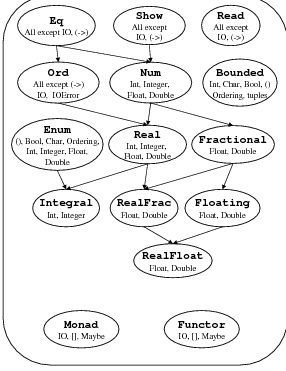 Eq
All except IO, (->)
Show
All except
IO, (->)
Read
All except
IO, (->)
Ord
All except (->)
IO, IOError
Num
Int, Integer,
Float, Double
Bounded
Int, Char, Bool, ()
Ordering, tuples
Enum
(), Bool, Char, Ordering,
Int, Integer, Float,
Double
Real
Int, Integer,
Float, Double
Fractional
Float, Double
Integral
Int, Integer
RealFrac
Float, Double
Floating
Float, Double
RealFloat
Float, Double
Monad
IO, [], Maybe
Functor
IO, [], Maybe